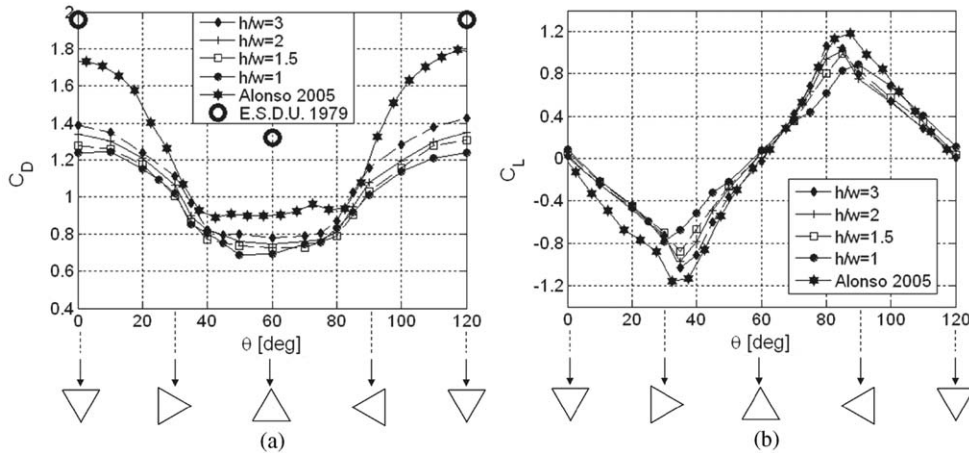 2
1.8
1.6
1.4
1.2
1
0.8
0.6
0.4
C_D
h/w=3
h/w=2
h/w=1.5
h/w=1
Alonso 2005
E.S.D.U. 1979
0 20 40 60 80 100 120
Θ [deg]
(a)
1.2
0.8
0.4
0
-0.4
-0.8
-1.2
C_L
h/w=3
h/w=2
h/w=1.5
h/w=1
Alonso 2005
0 20 40 60 80 100 120
Θ [deg]
(b)